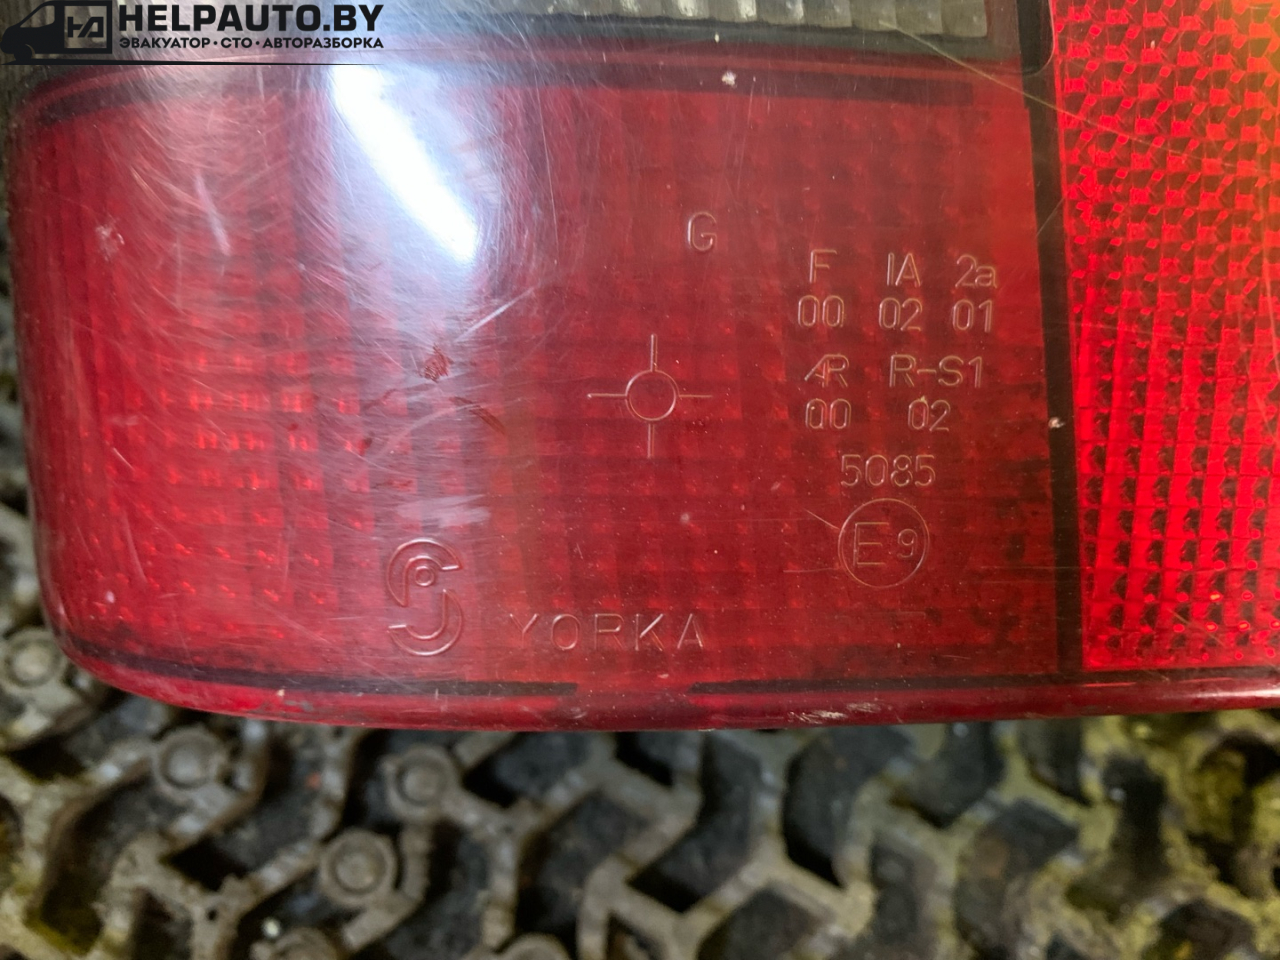 HELPAUTO.BY
ЭВАКУАТОР · СТО · АВТОРАЗБОРКА
G
F IA 2a
00 02 01
AR R-S1
00 02
5085
E9
YORKA